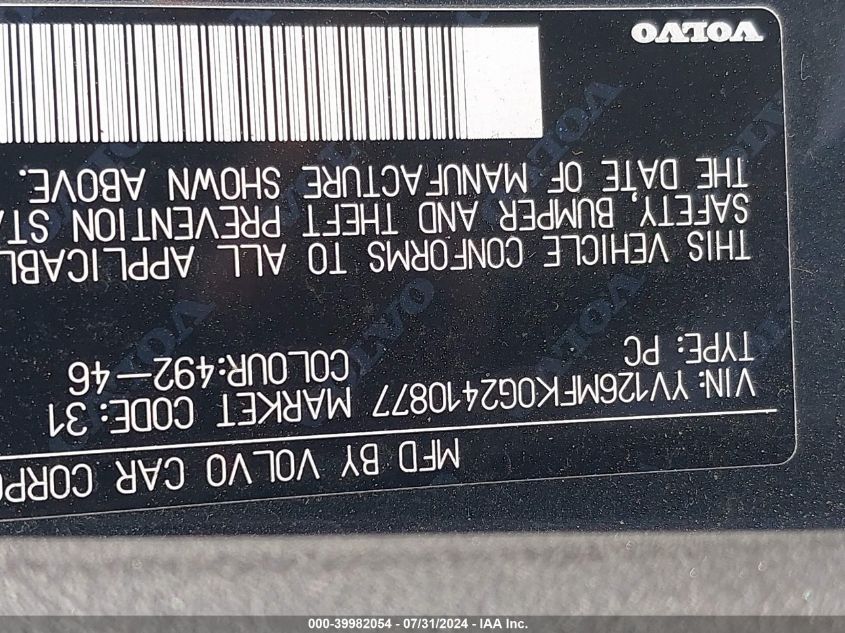 MFD BY VOLVO CAR CORPO
VIN: YV126MFK0G2410877 MARKET CODE: 31
TYPE: PC COLOUR:492-46
THIS VEHICLE CONFORMS TO ALL APPLICABL
SAFETY, BUMPER AND THEFT PREVENTION STA
THE DATE OF MANUFACTURE SHOWN ABOVE.
VOLVO
000-39982054 - 07/31/2024 - IAA Inc.